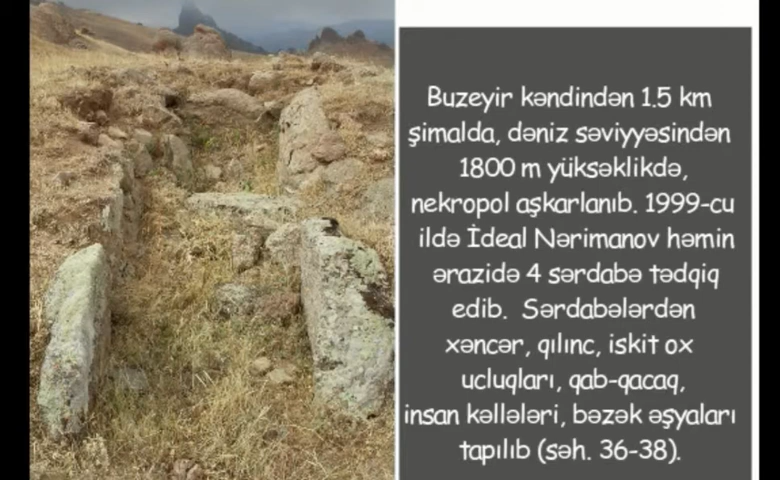 Buzeyir kəndindən 1.5 km
şimalda, dəniz səviyyəsindən
1800 m yüksəklikdə,
nekropol aşkarlanıb. 1999-cu
ildə İdeal Nərimanov həmin
ərazidə 4 sərdabə tədqiq
edib. Sərdabələrdən
xəncər, qılınc, iskit ox
ucluqları, qab-qacaq,
insan kəllələri, bəzək əşyaları
tapılıb (səh. 36-38).